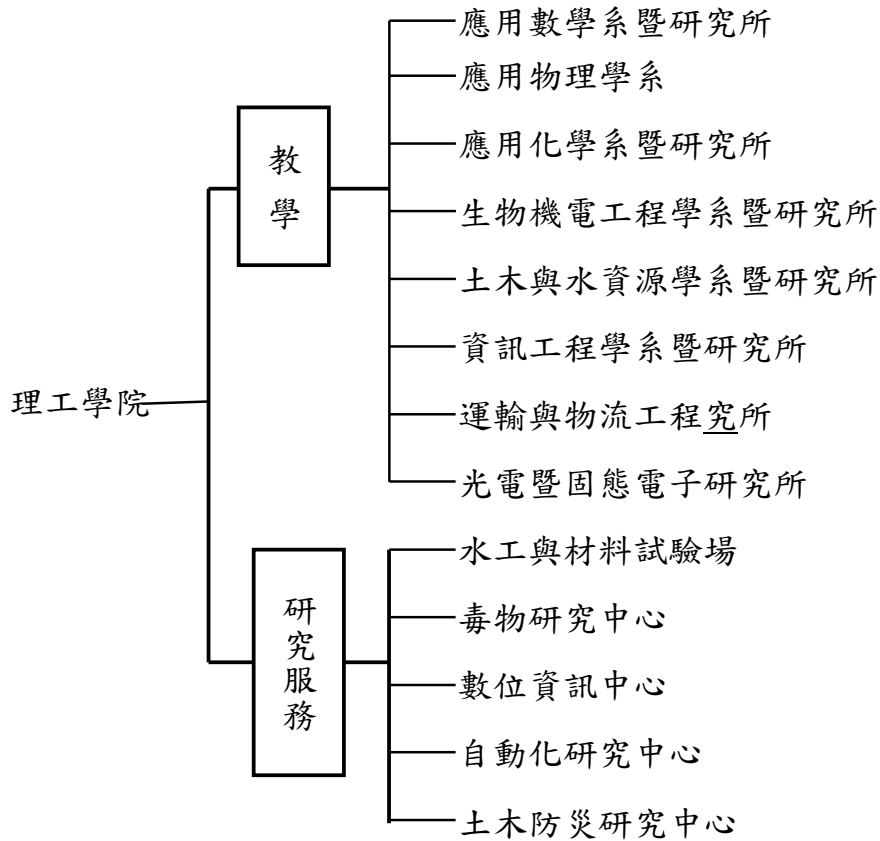 應用數學系暨研究所
應用物理學系
應用化學系暨研究所
教學
生物機電工程學系暨研究所
土木與水資源學系暨研究所
資訊工程學系暨研究所
理工學院
運輸與物流工程究所
光電暨固態電子研究所
水工與材料試驗場
研究服務
毒物研究中心
數位資訊中心
自動化研究中心
土木防災研究中心